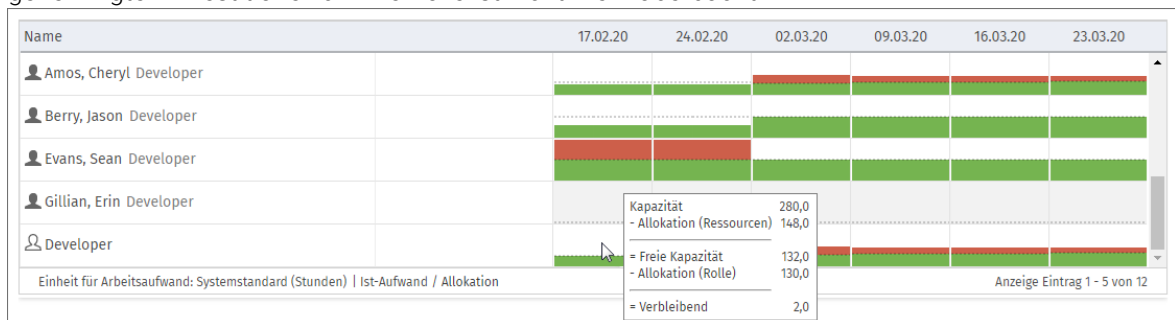 Name 17.02.20 24.02.20 02.03.20 09.03.20 16.03.20 23.03.20
Amos, Cheryl Developer
Berry, Jason Developer
Evans, Sean Developer
Gillian, Erin Developer
Developer
Kapazität 280,0
- Allokation (Ressourcen) 148,0
= Freie Kapazität 132,0
- Allokation (Rolle) 130,0
= Verbleibend 2,0
Einheit für Arbeitsaufwand: Systemstandard (Stunden) | Ist-Aufwand / Allokation
Anzeige Eintrag 1 - 5 von 12